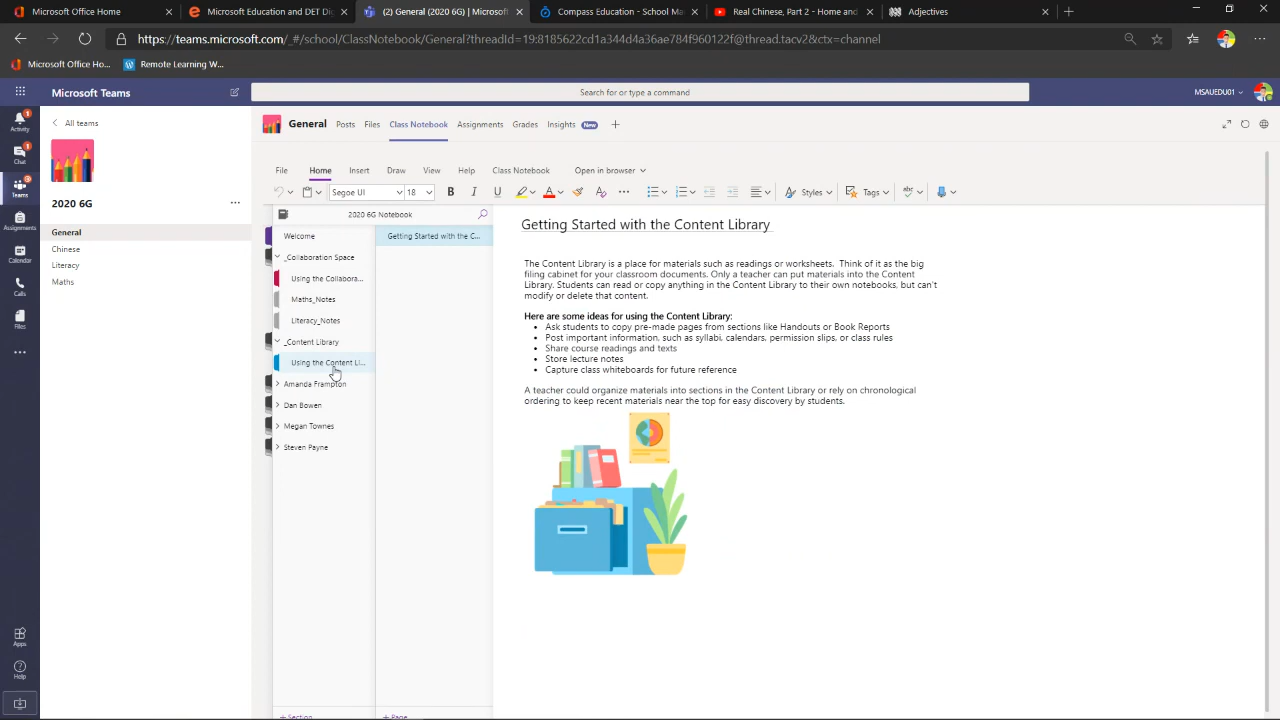 Microsoft Office Home
Microsoft Education and DET Dig
(2) General (2020 6G) | Microsoft
Compass Education - School Ma
Real Chinese, Part 2 - Home and
Adjectives
https://teams.microsoft.com/_#/school/ClassNotebook/General?threadId=19:8185622cd1a344d4a36ae784f960122f@thread.tacv2&ctx=channel
Microsoft Office Ho...
Remote Learning W...
Microsoft Teams
Search for or type a command
MSAUEDU01
Activity
Chat
Teams
Assignments
Calendar
Calls
Files
Apps
Help
All teams
2020 6G
General
Chinese
Literacy
Maths
General
Posts
Files
Class Notebook
Assignments
Grades
Insights
New
File
Home
Insert
Draw
View
Help
Class Notebook
Open in browser
Segoe UI
18
B
I
U
A
Styles
Tags
2020 6G Notebook
Welcome
_Collaboration Space
Using the Collabora...
Maths_Notes
Literacy_Notes
_Content Library
Using the Content Li...
Amanda Frampton
Dan Bowen
Megan Townes
Steven Payne
+ Section
Getting Started with the C...
+ Page
Getting Started with the Content Library
The Content Library is a place for materials such as readings or worksheets. Think of it as the big
filing cabinet for your classroom documents. Only a teacher can put materials into the Content
Library. Students can read or copy anything in the Content Library to their own notebooks, but can't
modify or delete that content.
Here are some ideas for using the Content Library:
• Ask students to copy pre-made pages from sections like Handouts or Book Reports
• Post important information, such as syllabi, calendars, permission slips, or class rules
• Share course readings and texts
• Store lecture notes
• Capture class whiteboards for future reference
A teacher could organize materials into sections in the Content Library or rely on chronological
ordering to keep recent materials near the top for easy discovery by students.